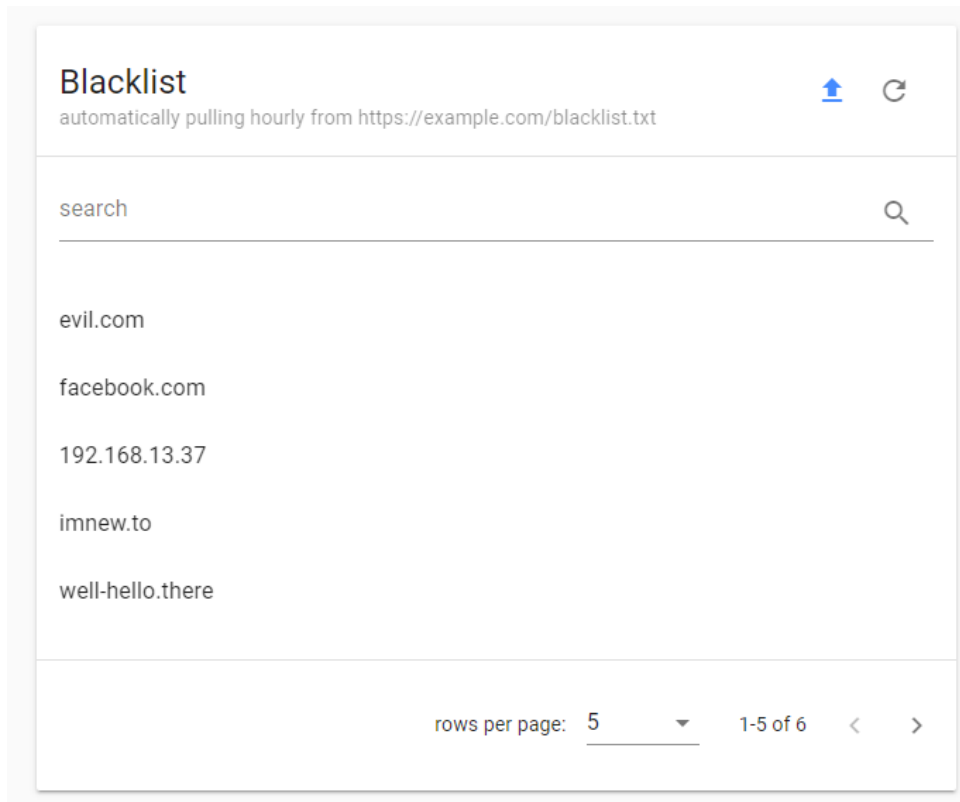 Blacklist
automatically pulling hourly from https://example.com/blacklist.txt
search
evil.com
facebook.com
192.168.13.37
imnew.to
well-hello.there
rows per page: 5 1-5 of 6